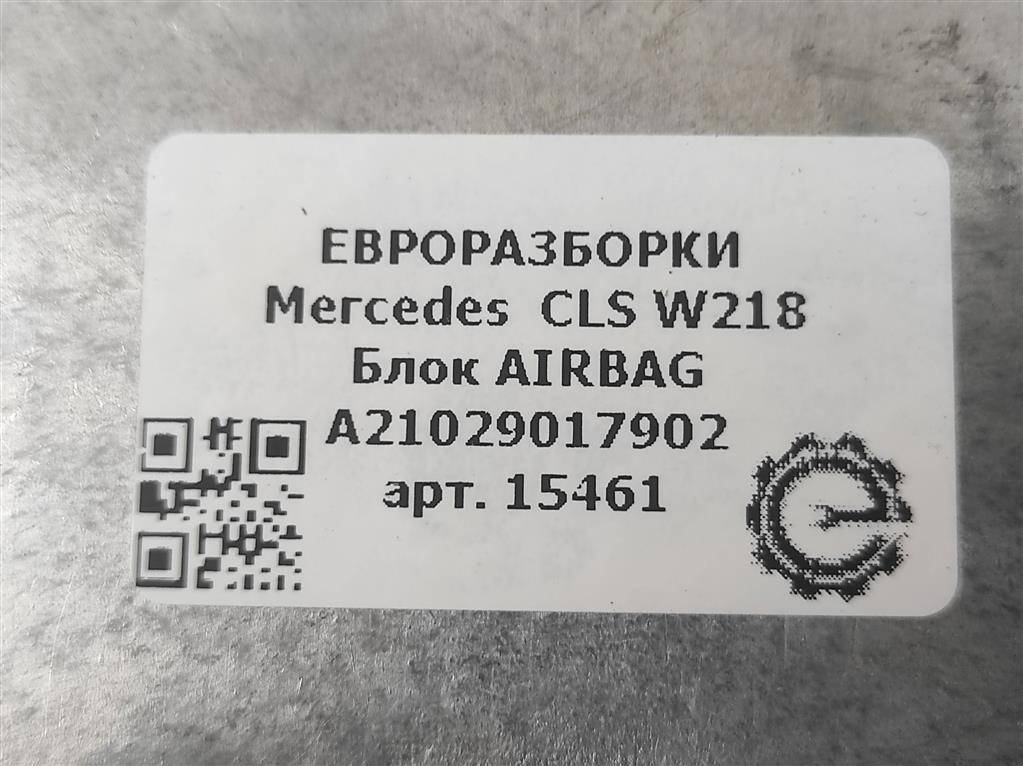 ЕВРОРАЗБОРКИ
Mercedes CLS W218
Блок AIRBAG
A21029017902
арт. 15461